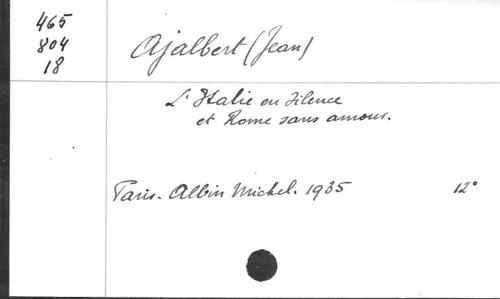 465
804
18
Ajalbert (Jean)
L'Italie en silence
et Rome sans amour.
Paris - Albin Michel. 1935 12°